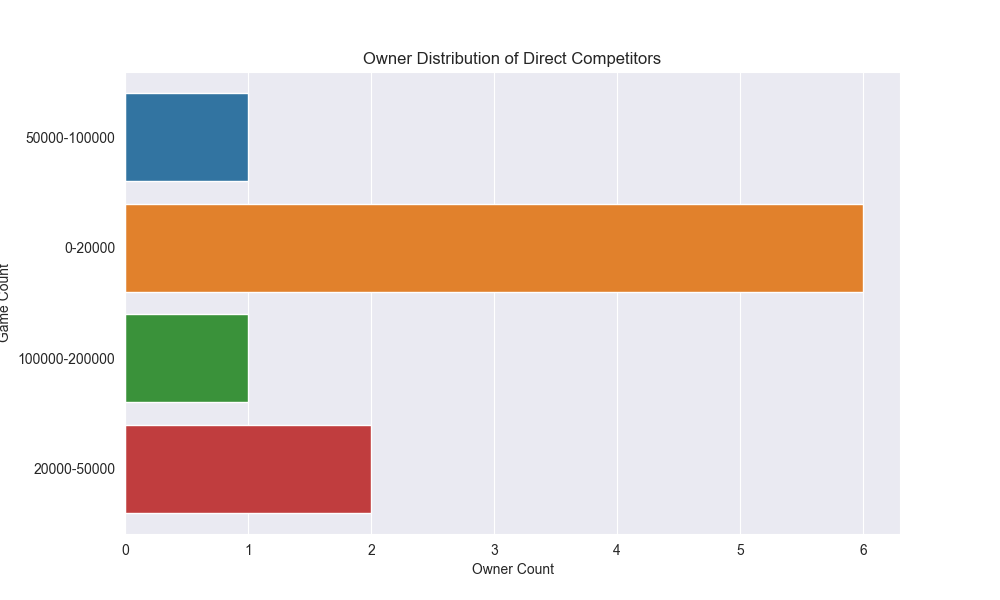 Owner Distribution of Direct Competitors
50000-100000
0-20000
Game Count
100000-200000
20000-50000
0 1 2 3 4 5 6
Owner Count